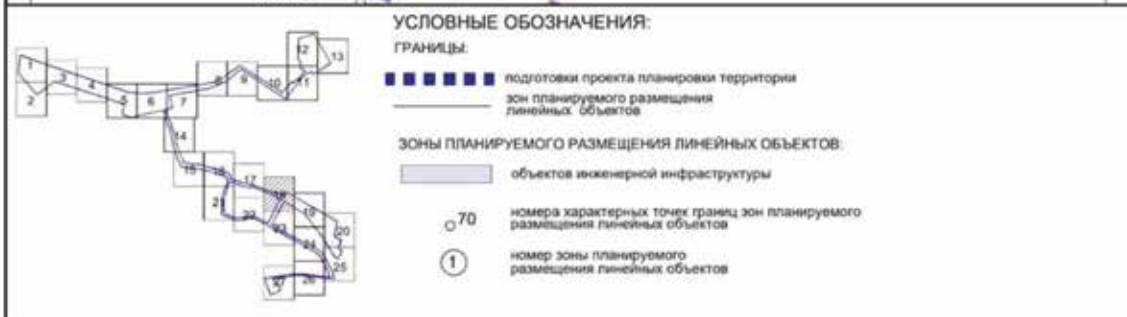 УСЛОВНЫЕ ОБОЗНАЧЕНИЯ:
ГРАНИЦЫ:
подготовки проекта планировки территории
зон планируемого размещения
линейных объектов
ЗОНЫ ПЛАНИРУЕМОГО РАЗМЕЩЕНИЯ ЛИНЕЙНЫХ ОБЪЕКТОВ:
объектов инженерной инфраструктуры
70
номера характерных точек границ зон планируемого
размещения линейных объектов
1
номер зоны планируемого
размещения линейных объектов
12
13
1
3
4
8
9
10
11
2
5
6
7
14
15
16
17
18
19
21
22
23
20
24
25
26
27